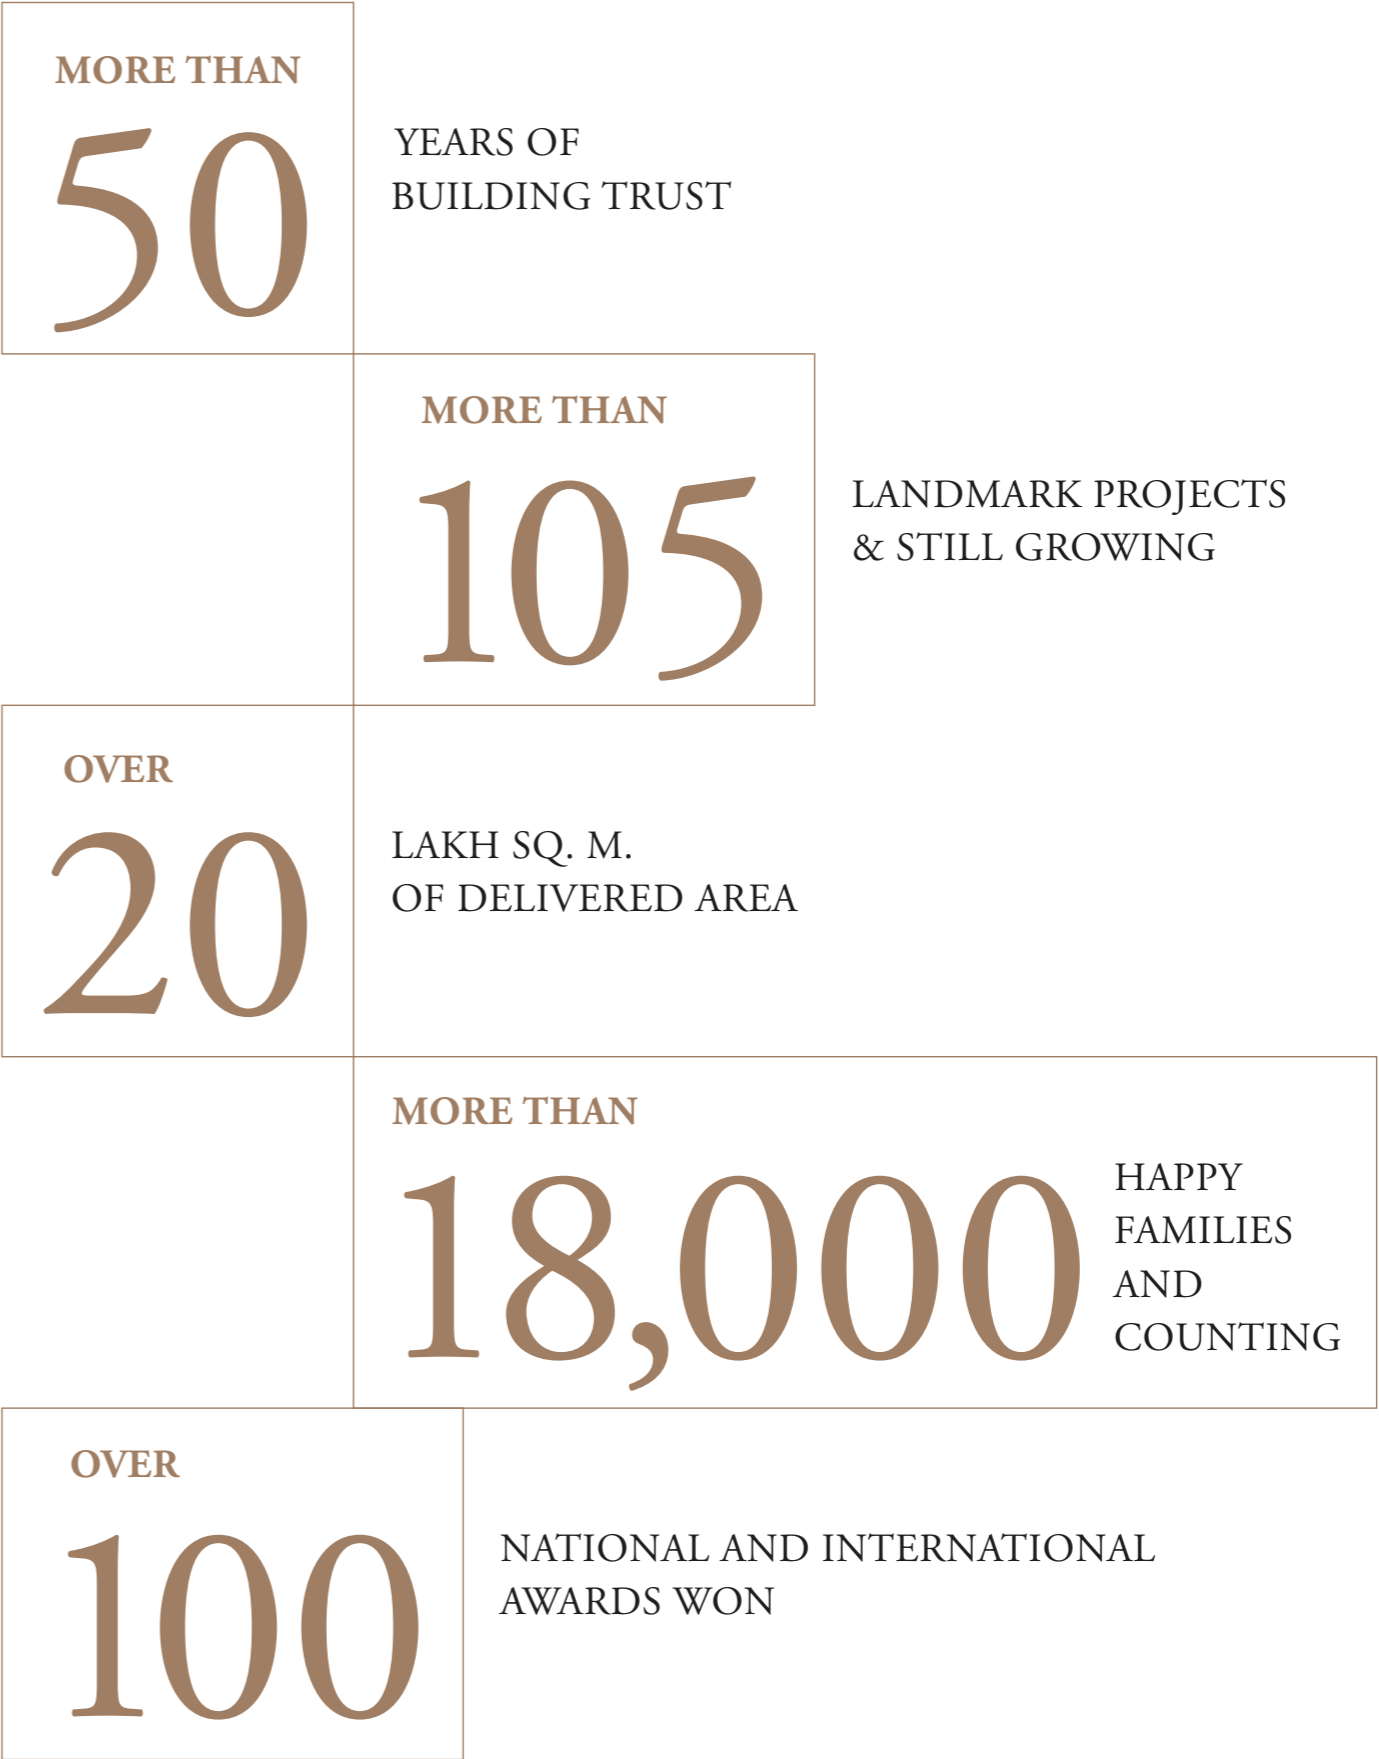 MORE THAN
50
YEARS OF
BUILDING TRUST
MORE THAN
105
LANDMARK PROJECTS
& STILL GROWING
OVER
20
LAKH SQ. M.
OF DELIVERED AREA
MORE THAN
18,000
HAPPY
FAMILIES
AND
COUNTING
OVER
100
NATIONAL AND INTERNATIONAL
AWARDS WON